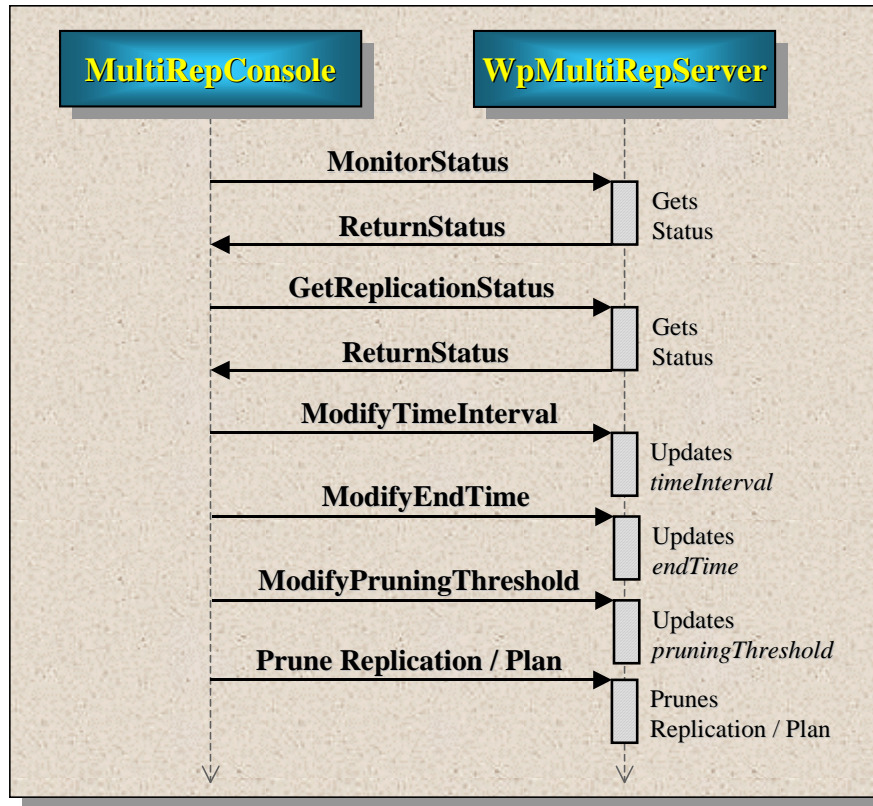 MultiRepConsole
WpMultiRepServer
MonitorStatus
Gets
Status
ReturnStatus
GetReplicationStatus
Gets
Status
ReturnStatus
ModifyTimeInterval
Updates
timeInterval
ModifyEndTime
Updates
endTime
ModifyPruningThreshold
Updates
pruningThreshold
Prune Replication / Plan
Prunes
Replication / Plan